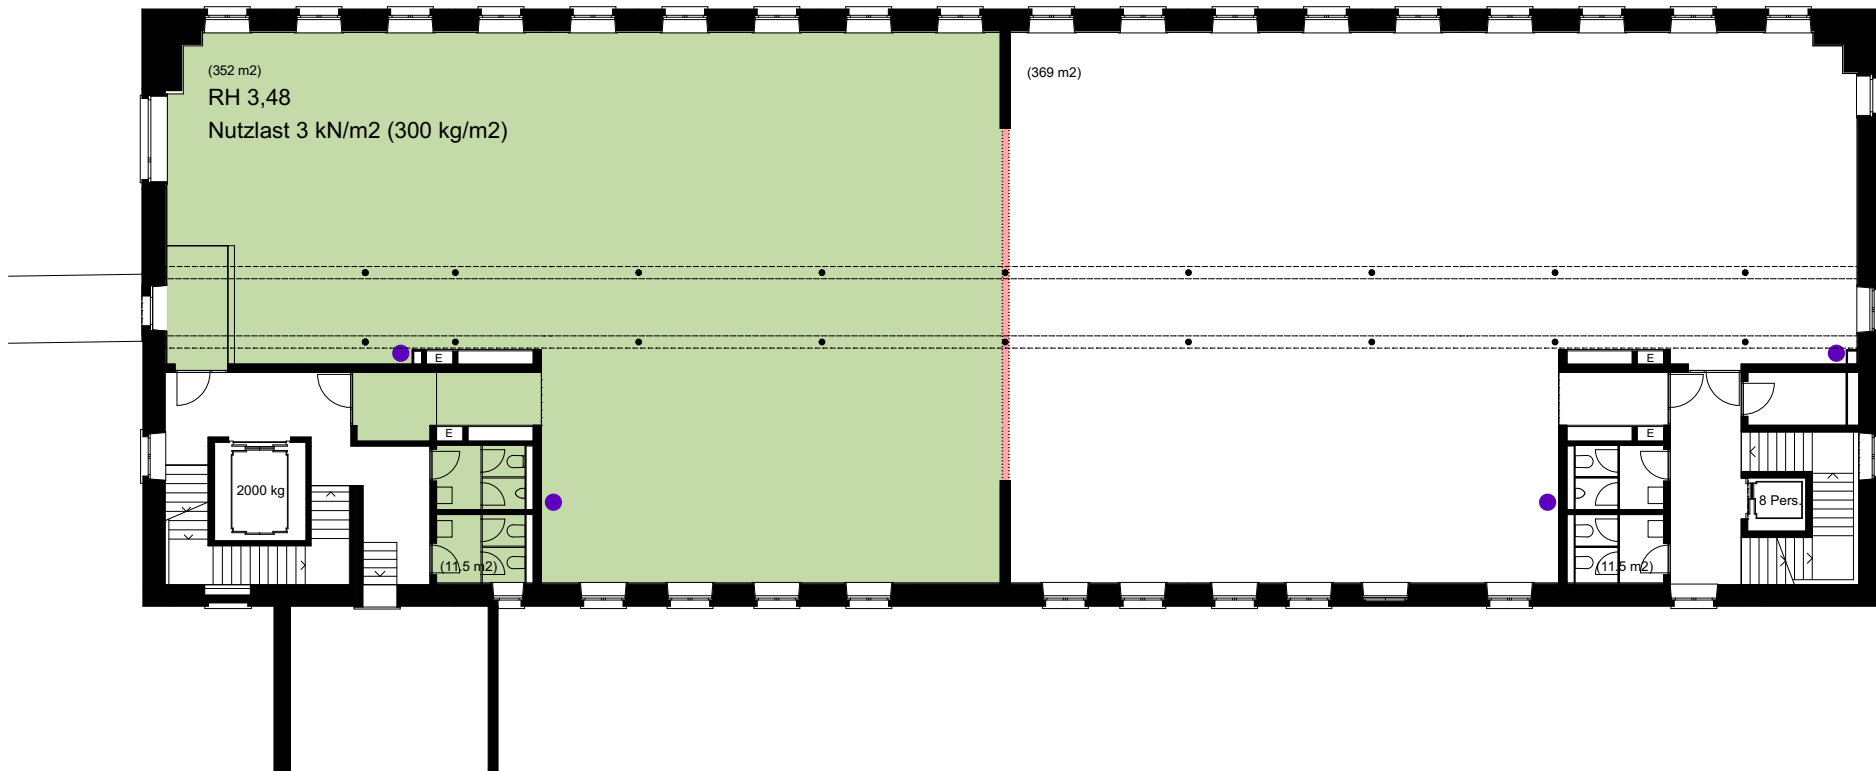 (352 m2)
RH 3,48
Nutzlast 3 kN/m2 (300 kg/m2)
(369 m2)
E
E
E
E
2000 kg
8 Pers.
(11.5 m2)
(11.5 m2)